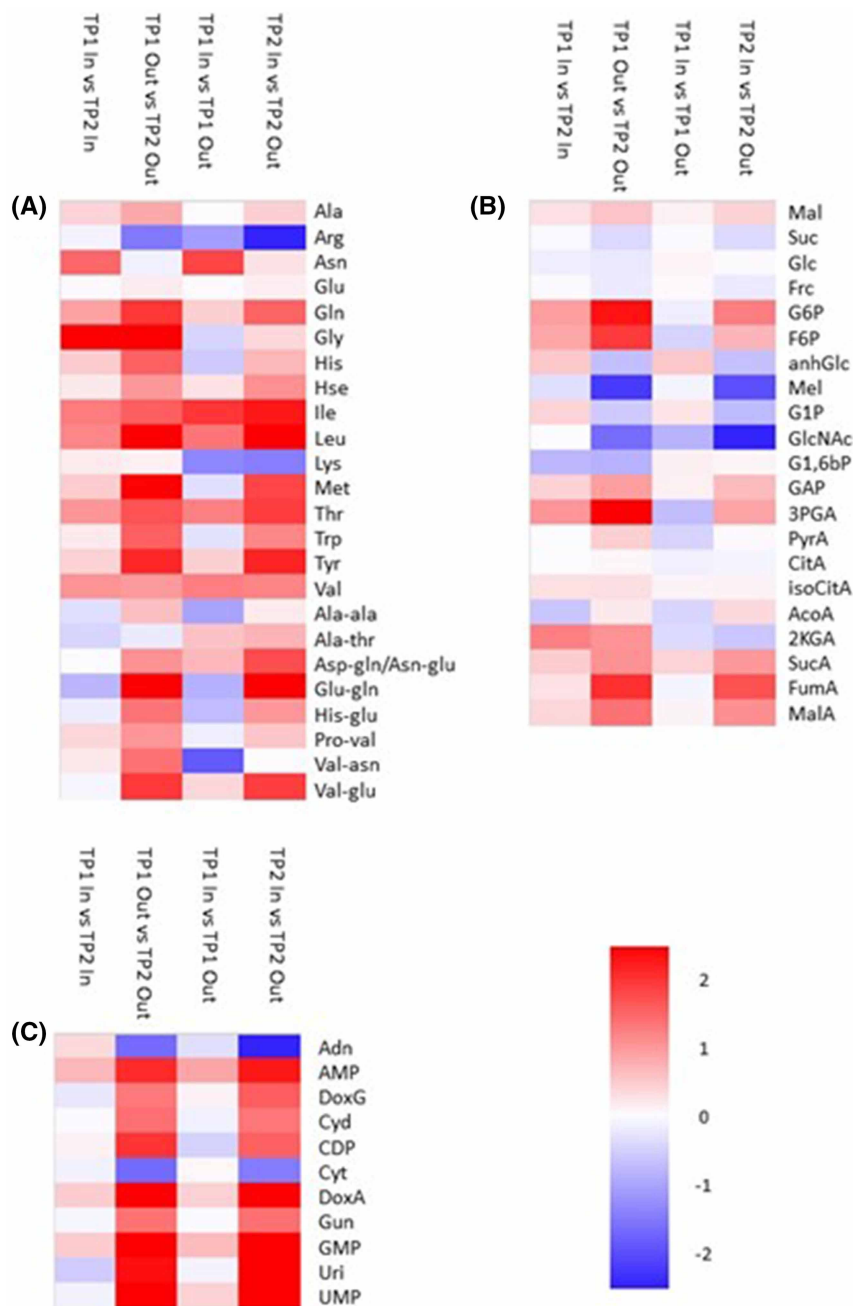 TP1 In vs TP2 In
TP1 Out vs TP2 Out
TP1 In vs TP1 Out
TP2 In vs TP2 Out
(A)
Ala
Arg
Asn
Glu
Gln
Gly
His
Hse
Ile
Leu
Lys
Met
Thr
Trp
Tyr
Val
Ala-ala
Ala-thr
Asp-gln/Asn-glu
Glu-gln
His-glu
Pro-val
Val-asn
Val-glu
TP1 In vs TP2 In
TP1 Out vs TP2 Out
TP1 In vs TP1 Out
TP2 In vs TP2 Out
(B)
Mal
Suc
Glc
Frc
G6P
F6P
anhGlc
Mel
G1P
GlcNAc
G1,6bP
GAP
3PGA
PyrA
CitA
isoCitA
AcoA
2KGA
SucA
FumA
MalA
TP1 In vs TP2 In
TP1 Out vs TP2 Out
TP1 In vs TP1 Out
TP2 In vs TP2 Out
(C)
Adn
AMP
DoxG
Cyd
CDP
Cyt
DoxA
Gun
GMP
Uri
UMP
2
1
0
-1
-2